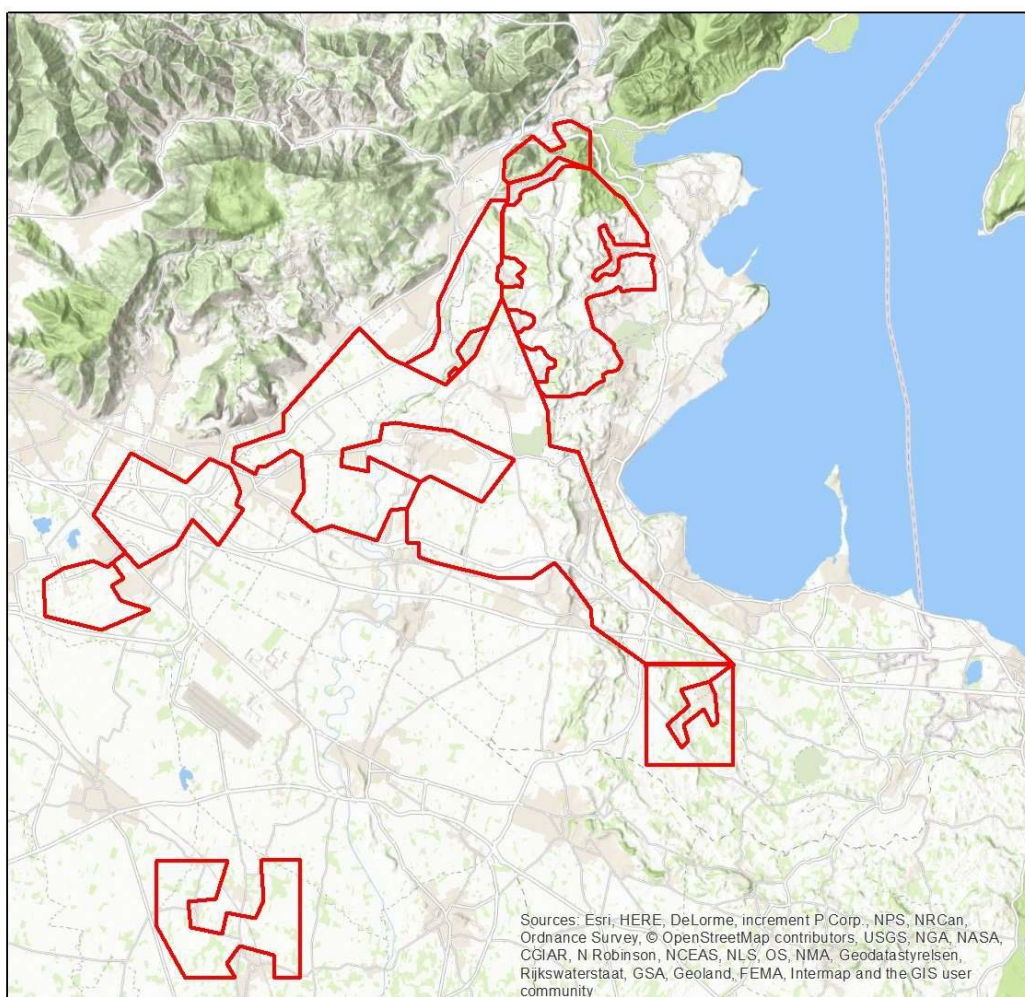 Sources: Esri, HERE, DeLorme, increment P Corp., NPS, NRCan,
Ordnance Survey, © OpenStreetMap contributors, USGS, NGA, NASA,
CGIAR, N Robinson, NCEAS, NLS, OS, NMA, Geodatastyrelsen,
Rijkswaterstaat, GSA, Geoland, FEMA, Intermap and the GIS user
community